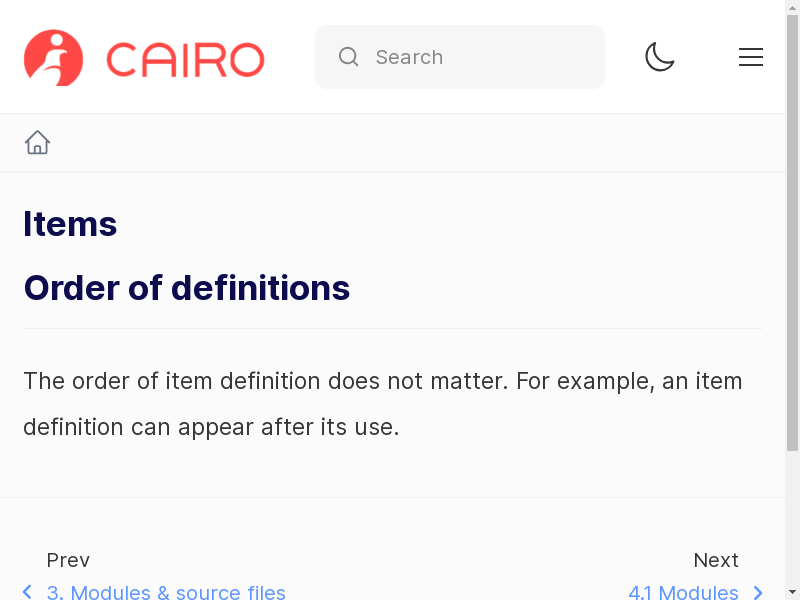 CAIRO
Search
Items
Order of definitions
The order of item definition does not matter. For example, an item
definition can appear after its use.
Prev
Next
3. Modules & source files
4.1 Modules